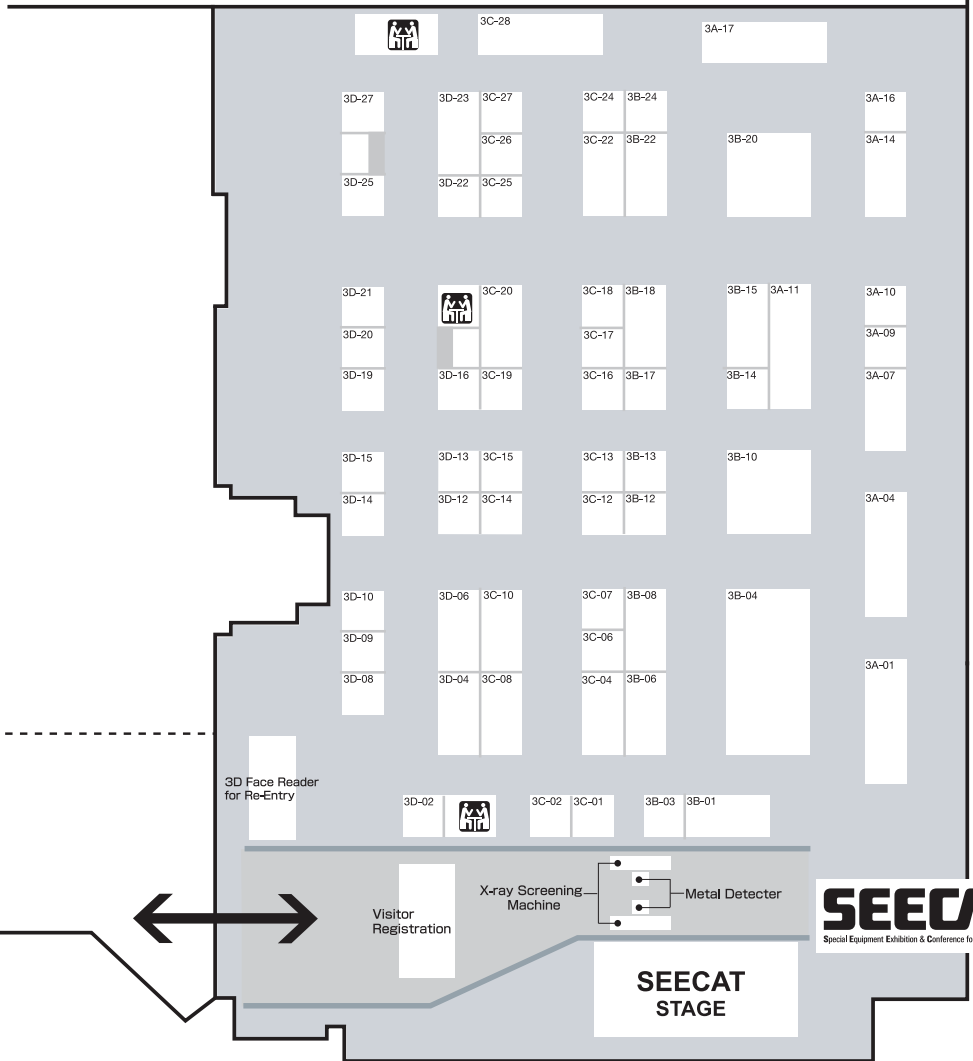 3C-28
3A-17
3D-27
3D-23
3C-27
3C-24
3B-24
3A-16
3C-26
3C-22
3B-22
3B-20
3A-14
3D-25
3D-22
3C-25
3D-21
3C-20
3C-18
3B-18
3B-15
3A-11
3A-10
3D-20
3C-17
3A-09
3D-19
3D-16
3C-19
3C-16
3B-17
3B-14
3A-07
3D-15
3D-13
3C-15
3C-13
3B-13
3B-10
3D-14
3D-12
3C-14
3C-12
3B-12
3A-04
3D-10
3D-06
3C-10
3C-07
3B-08
3B-04
3D-09
3C-06
3A-01
3D-08
3D-04
3C-08
3C-04
3B-06
3D Face Reader
for Re-Entry
3D-02
3C-02
3C-01
3B-03
3B-01
X-ray Screening
Machine
Metal Detecter
Visitor
Registration
SEECA
Special Equipment Exhibition & Conference fo
SEECAT
STAGE